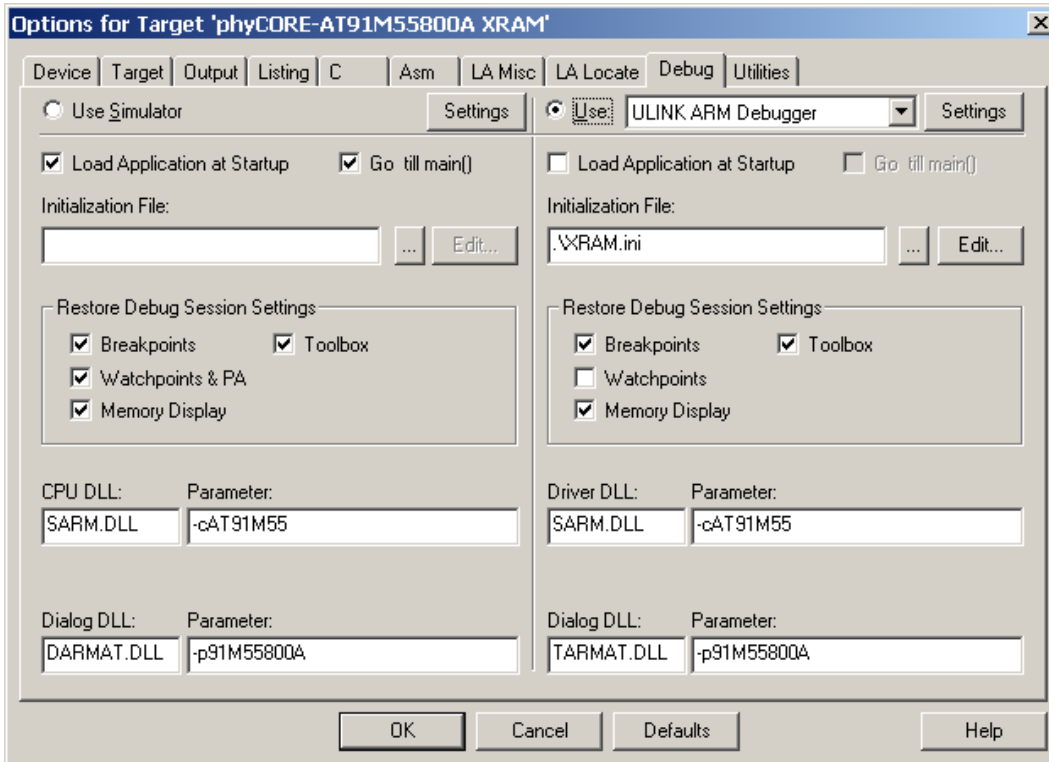 Options for Target 'phyCORE-AT91M55800A XRAM'
Device Target Output Listing C Asm LA Misc LA Locate Debug Utilities
Use Simulator Settings Use: ULINK ARM Debugger Settings
Load Application at Startup Go till main() Load Application at Startup Go till main()
Initialization File: Initialization File:
... Edit... .\XRAM.ini ... Edit...
Restore Debug Session Settings Restore Debug Session Settings
Breakpoints Toolbox Breakpoints Toolbox
Watchpoints & PA Watchpoints
Memory Display Memory Display
CPU DLL: Parameter: Driver DLL: Parameter:
SARM.DLL -cAT91M55 SARM.DLL -cAT91M55
Dialog DLL: Parameter: Dialog DLL: Parameter:
DARMAT.DLL -p91M55800A TARMAT.DLL -p91M55800A
OK Cancel Defaults Help